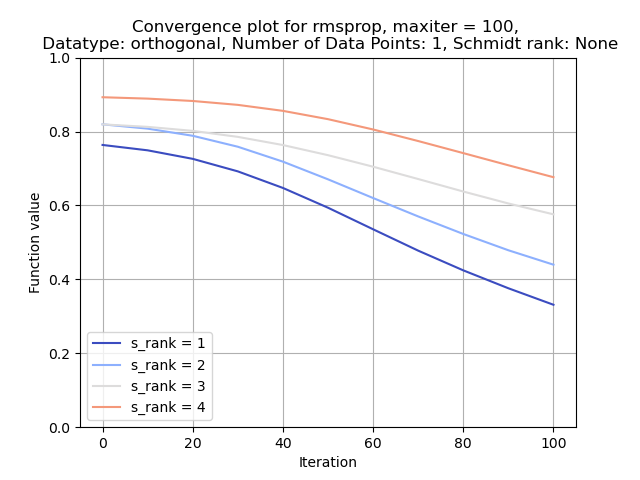 Convergence plot for rmsprop, maxiter = 100,
Datatype: orthogonal, Number of Data Points: 1, Schmidt rank: None
1.0
0.8
0.6
0.4
0.2
0.0
Function value
s_rank = 1
s_rank = 2
s_rank = 3
s_rank = 4
0 20 40 60 80 100
Iteration